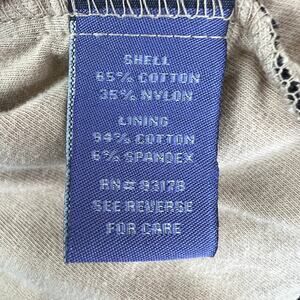 SHELL
65% COTTON
35% NYLON
LINING
94% COTTON
6% SPANDEX
RN# 93178
SEE REVERSE
FOR CARE